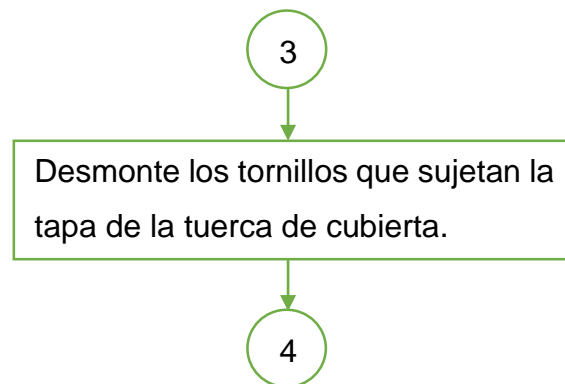 3
Desmonte los tornillos que sujetan la
tapa de la tuerca de cubierta.
4